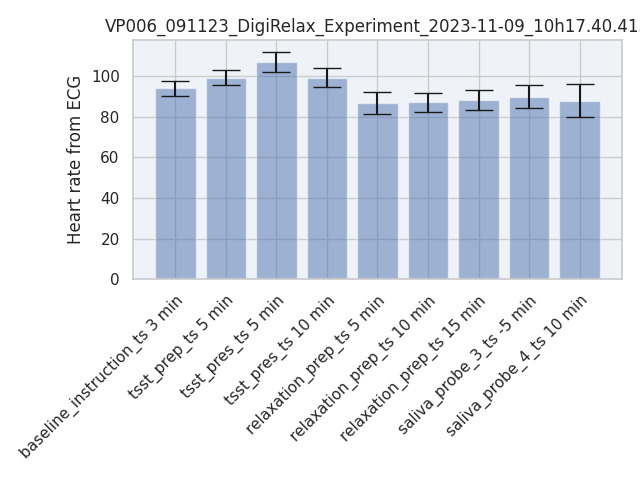 VP006_091123_DigiRelax_Experiment_2023-11-09_10h17.40.41
Heart rate from ECG
100
80
60
40
20
0
baseline_instruction_ts 3 min
tsst_prep_ts 5 min
tsst_pres_ts 5 min
tsst_pres_ts 10 min
relaxation_prep_ts 5 min
relaxation_prep_ts 10 min
relaxation_prep_ts 15 min
saliva_probe_3_ts -5 min
saliva_probe_4_ts 10 min